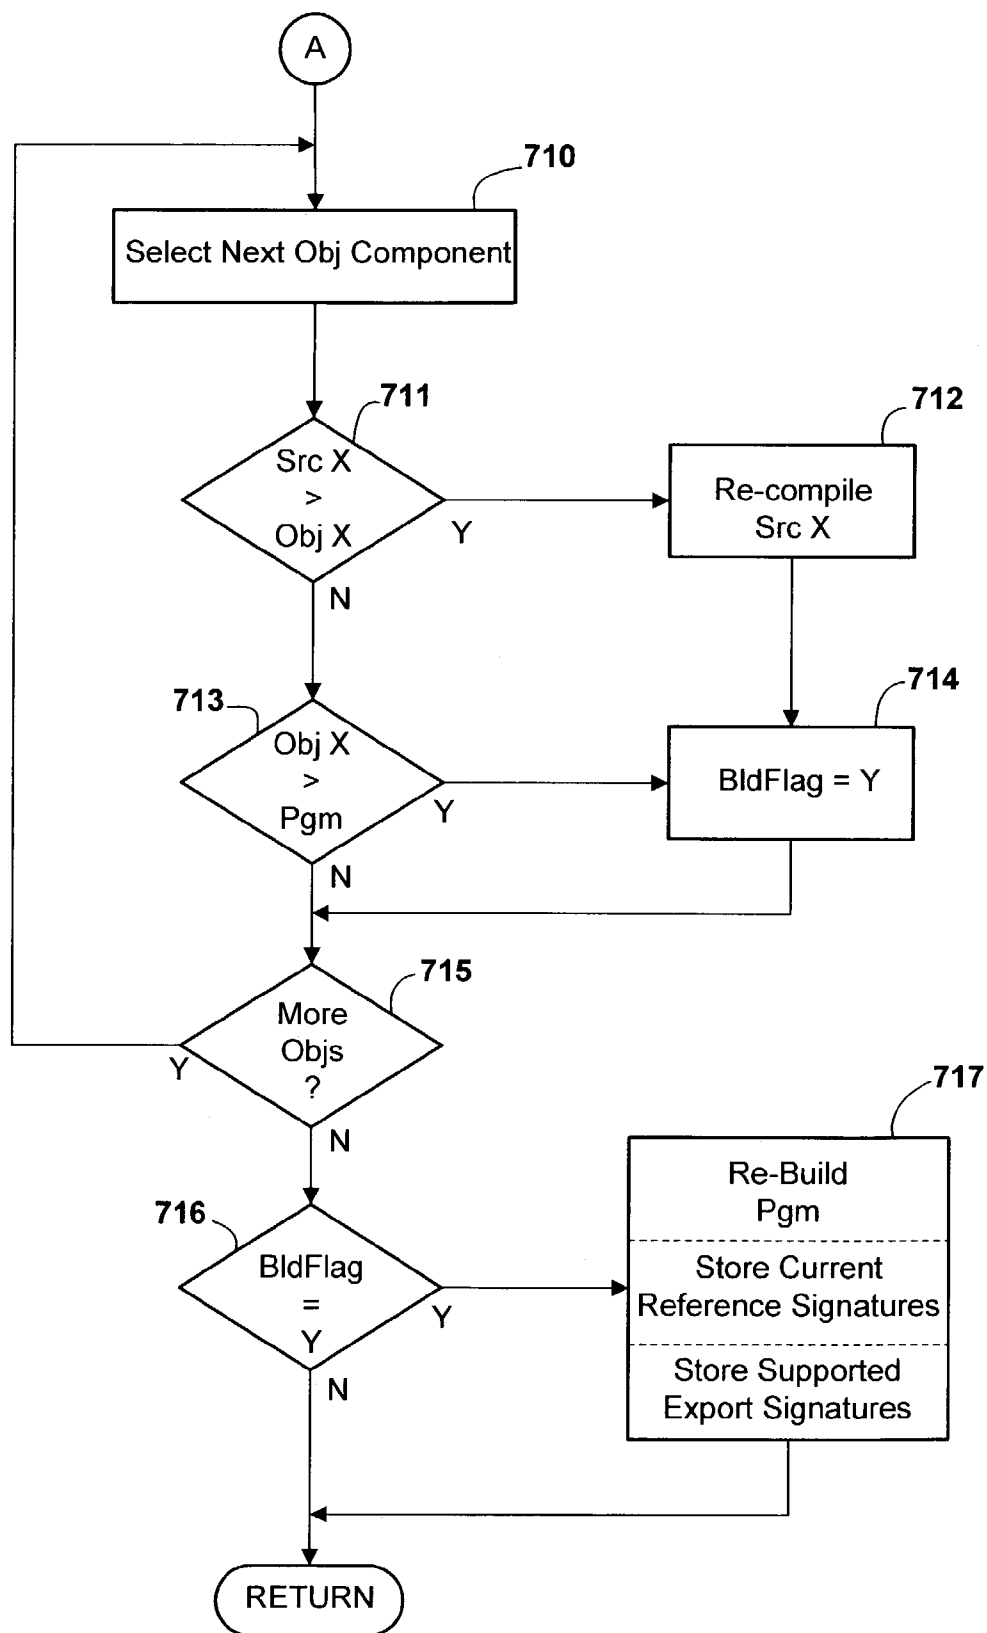 A
710
Select Next Obj Component
711
Src X
>
Obj X
Y
N
712
Re-compile
Src X
713
Obj X
>
Pgm
Y
N
714
BldFlag = Y
715
More
Objs
?
Y
N
716
BldFlag
=
Y
Y
N
717
Re-Build
Pgm
Store Current
Reference Signatures
Store Supported
Export Signatures
RETURN